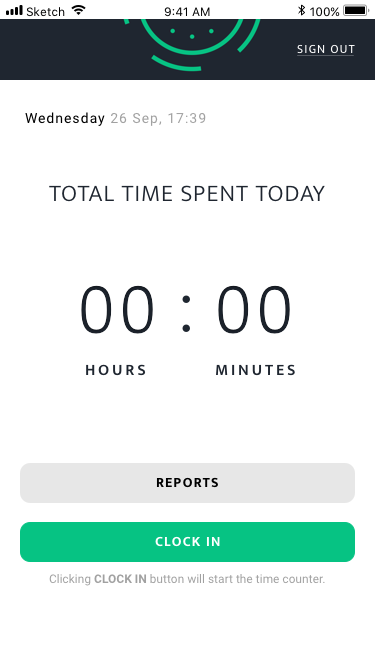 Sketch 9:41 AM 100%
SIGN OUT
Wednesday 26 Sep, 17:39
TOTAL TIME SPENT TODAY
00 : 00
HOURS MINUTES
REPORTS
CLOCK IN
Clicking CLOCK IN button will start the time counter.